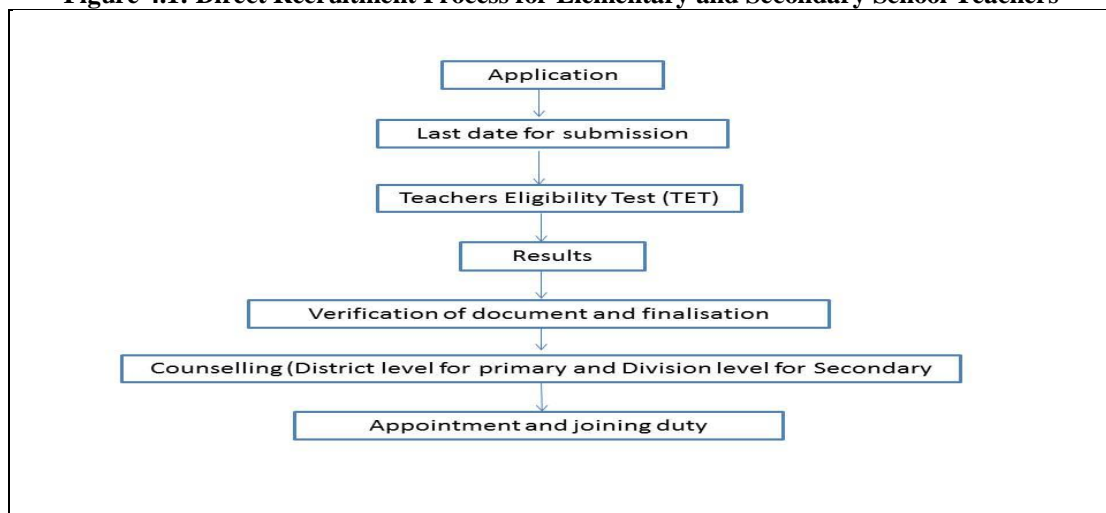 Figure 4.1: Direct Recruitment Process for Elementary and Secondary School Teachers
Application
Last date for submission
Teachers Eligibility Test (TET)
Results
Verification of document and finalisation
Counselling (District level for primary and Division level for Secondary
Appointment and joining duty